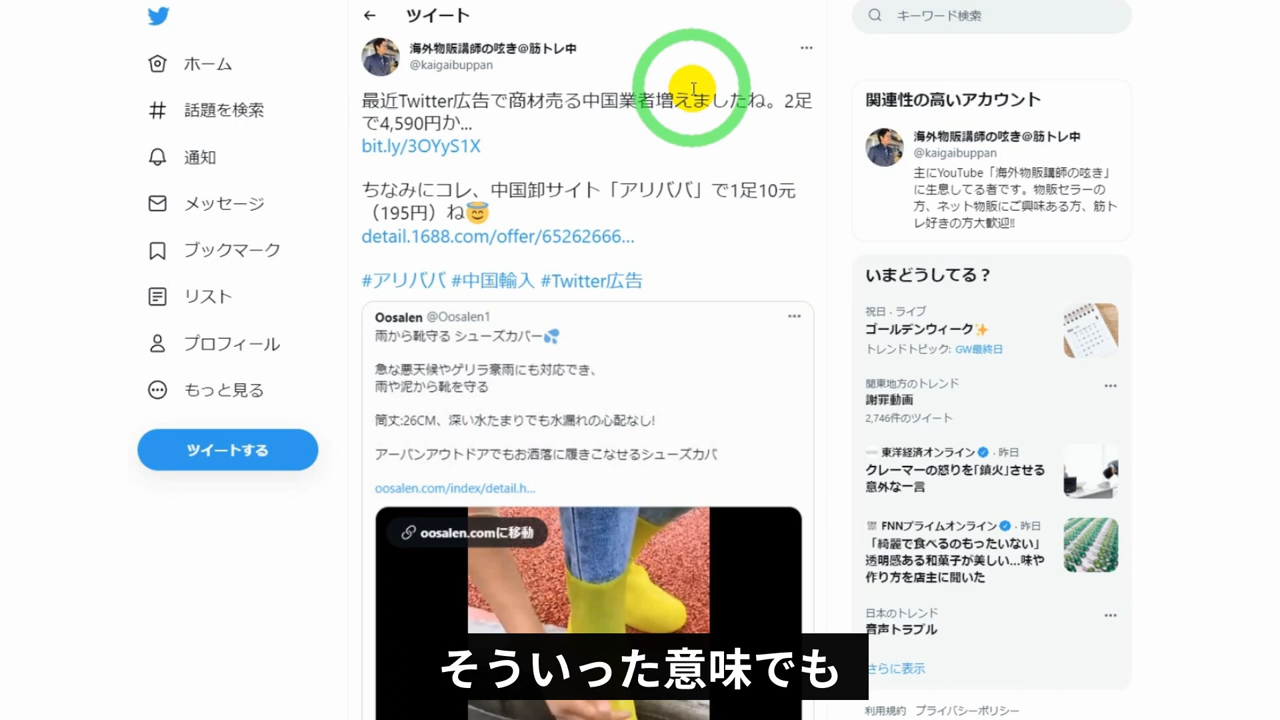 ツイート
キーワード検索
ホーム
話題を検索
通知
メッセージ
ブックマーク
リスト
プロフィール
もっと見る
ツイートする
海外物販講師の呟き@筋トレ中
@kaigaibuppan
最近Twitter広告で商材売る中国業者増えましたね。2足
で4,590円か...
bit.ly/3OYyS1X
ちなみにコレ、中国卸サイト「アリババ」で1足10元
（195円）ね😇
detail.1688.com/offer/65262666...
#アリババ #中国輸入 #Twitter広告
Oosalen @Oosalen1
雨から靴守る シューズカバー💦
急な悪天候やゲリラ豪雨にも対応でき、
雨や泥から靴を守る
筒丈:26CM、深い水たまりでも水漏れの心配なし!
アーバンアウトドアでもお洒落に履きこなせるシューズカバ
oosalen.com/index/detail.h...
oosalen.comに移動
そういった意味でも
関連性の高いアカウント
海外物販講師の呟き@筋トレ中
@kaigaibuppan
主にYouTube「海外物販講師の呟き」
に生息してる者です。物販セラーの
方、ネット物販にご興味ある方、筋ト
レ好きの方大歓迎!!
いまどうしてる？
祝日 · ライブ
ゴールデンウィーク✨
トレンドトピック: GW最終日
関東地方のトレンド
謝罪動画
2,746件のツイート
東洋経済オンライン · 昨日
クレーマーの怒りを｢鎮火｣させる
意外な一言
FNNプライムオンライン · 昨日
「綺麗で食べるのもったいない」
透明感ある和菓子が美しい…味や
作り方を店主に聞いた
日本のトレンド
音声トラブル
さらに表示
利用規約 プライバシーポリシー